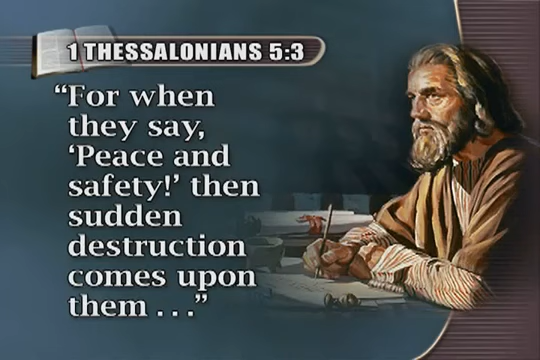 1 THESSALONIANS 5:3
“For when
they say,
‘Peace and
safety!’ then
sudden
destruction
comes upon
them . . .”